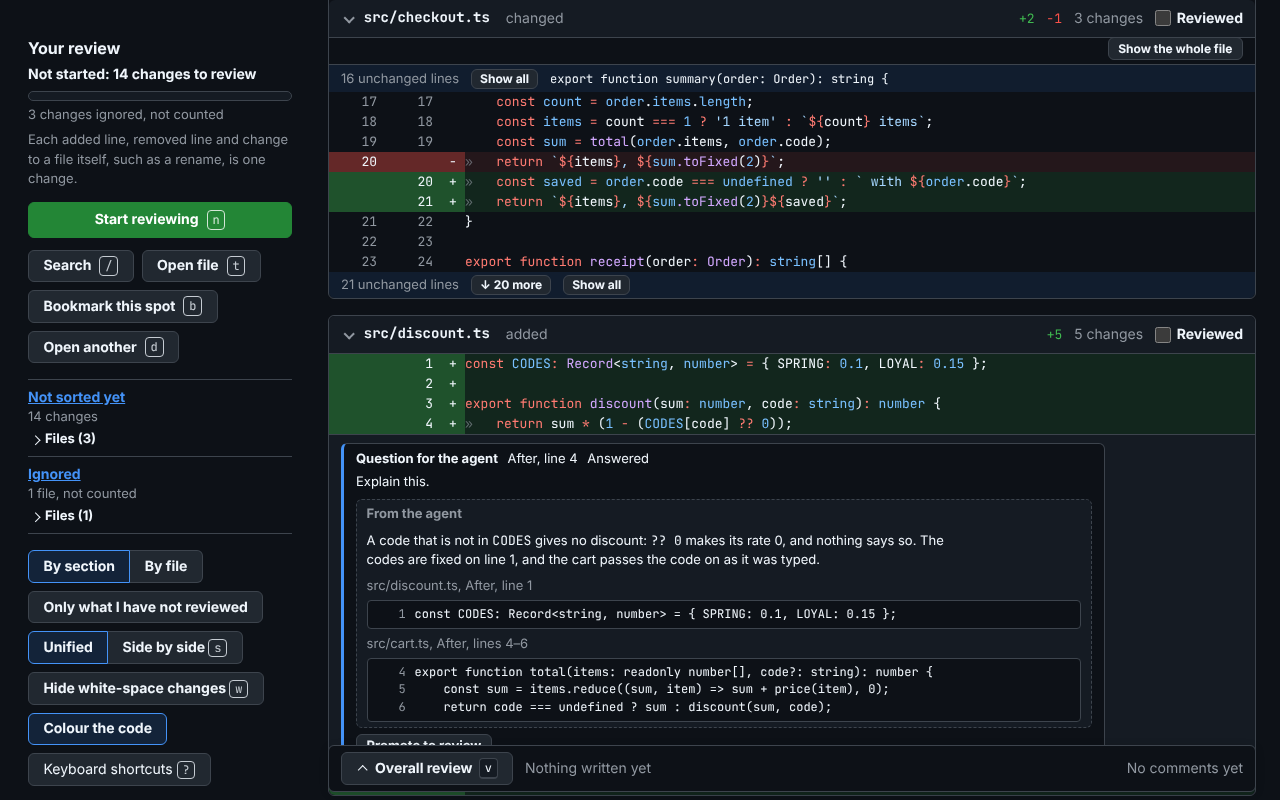 Your review
Not started: 14 changes to review
3 changes ignored, not counted
Each added line, removed line and change
to a file itself, such as a rename, is one
change.
Start reviewing n
Search / Open file t
Bookmark this spot b
Open another d
Not sorted yet
14 changes
Files (3)
Ignored
1 file, not counted
Files (1)
By section By file
Only what I have not reviewed
Unified Side by side s
Hide white-space changes w
Colour the code
Keyboard shortcuts ?
src/checkout.ts changed +2 -1 3 changes Reviewed
Show the whole file
16 unchanged lines Show all export function summary(order: Order): string {
17 17 const count = order.items.length;
18 18 const items = count === 1 ? '1 item' : `${count} items`;
19 19 const sum = total(order.items, order.code);
20 - » return `${items}, ${sum.toFixed(2)}`;
20 + » const saved = order.code === undefined ? '' : ` with ${order.code}`;
21 + » return `${items}, ${sum.toFixed(2)}${saved}`;
21 22 }
22 23
23 24 export function receipt(order: Order): string[] {
21 unchanged lines ↓ 20 more Show all
src/discount.ts added +5 5 changes Reviewed
1 + const CODES: Record<string, number> = { SPRING: 0.1, LOYAL: 0.15 };
2 +
3 + export function discount(sum: number, code: string): number {
4 + » return sum * (1 - (CODES[code] ?? 0));
Question for the agent After, line 4 Answered
Explain this.
From the agent
A code that is not in CODES gives no discount: ?? 0 makes its rate 0, and nothing says so. The
codes are fixed on line 1, and the cart passes the code on as it was typed.
src/discount.ts, After, line 1
1 const CODES: Record<string, number> = { SPRING: 0.1, LOYAL: 0.15 };
src/cart.ts, After, lines 4–6
4 export function total(items: readonly number[], code?: string): number {
5 const sum = items.reduce((sum, item) => sum + price(item), 0);
6 return code === undefined ? sum : discount(sum, code);
Promote to review
Overall review v Nothing written yet No comments yet